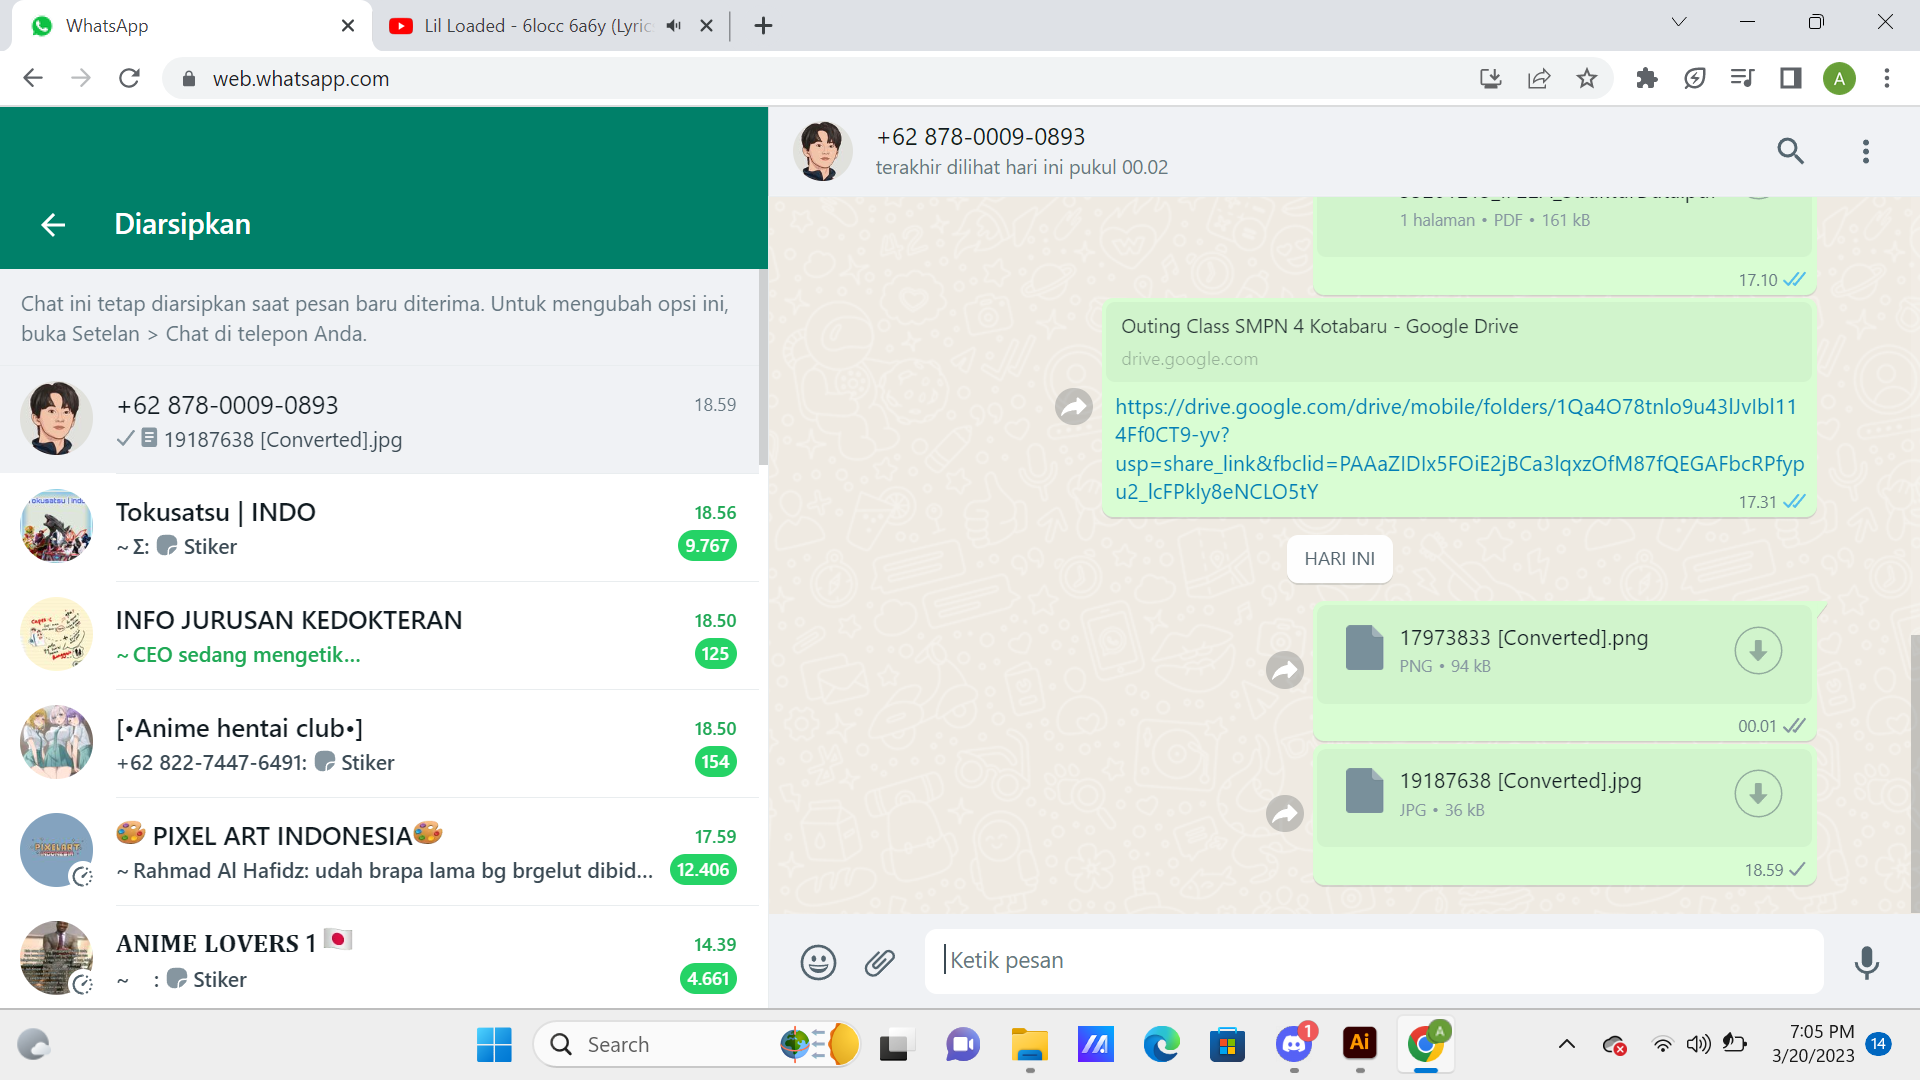 WhatsApp
Lil Loaded - 6locc 6a6y (Lyric
web.whatsapp.com
A
Diarsipkan
Chat ini tetap diarsipkan saat pesan baru diterima. Untuk mengubah opsi ini,
buka Setelan > Chat di telepon Anda.
+62 878-0009-0893
18.59
19187638 [Converted].jpg
Tokusatsu | INDO
18.56
~ Σ: Stiker
9.767
INFO JURUSAN KEDOKTERAN
18.50
~ CEO sedang mengetik...
125
[•Anime hentai club•]
18.50
+62 822-7447-6491: Stiker
154
🎨 PIXEL ART INDONESIA🎨
17.59
~ Rahmad Al Hafidz: udah brapa lama bg brgelut dibid...
12.406
ANIME LOVERS 1 🇯🇵
14.39
~ : Stiker
4.661
+62 878-0009-0893
terakhir dilihat hari ini pukul 00.02
1 halaman • PDF • 161 kB
17.10
Outing Class SMPN 4 Kotabaru - Google Drive
drive.google.com
https://drive.google.com/drive/mobile/folders/1Qa4O78tnlo9u43lJvIbl11
4Ff0CT9-yv?
usp=share_link&fbclid=PAAaZIDIx5FOiE2jBCa3lqxzOfM87fQEGAFbcRPfyp
u2_lcFPkly8eNCLO5tY
17.31
HARI INI
17973833 [Converted].png
PNG • 94 kB
00.01
19187638 [Converted].jpg
JPG • 36 kB
18.59
Ketik pesan
Search
1
Ai
A
7:05 PM
3/20/2023
14